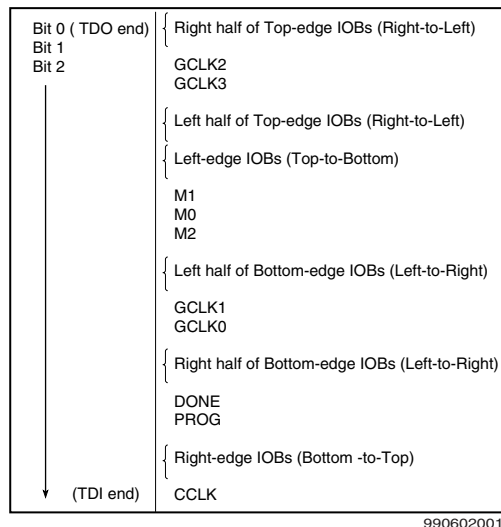 Bit 0 ( TDO end)
Bit 1
Bit 2
Right half of Top-edge IOBs (Right-to-Left)
GCLK2
GCLK3
Left half of Top-edge IOBs (Right-to-Left)
Left-edge IOBs (Top-to-Bottom)
M1
M0
M2
Left half of Bottom-edge IOBs (Left-to-Right)
GCLK1
GCLK0
Right half of Bottom-edge IOBs (Left-to-Right)
DONE
PROG
Right-edge IOBs (Bottom -to-Top)
(TDI end)
CCLK
990602001